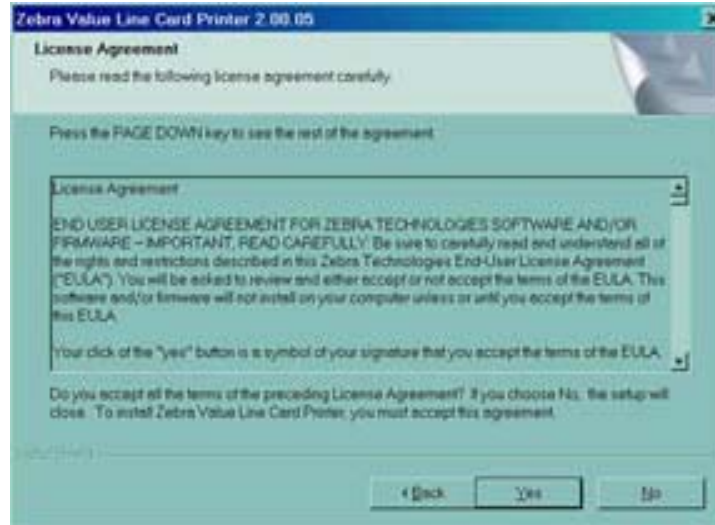 Zebra Value Line Card Printer 2.00.05
License Agreement
Please read the following license agreement carefully.
Press the PAGE DOWN key to see the rest of the agreement.
License Agreement
END USER LICENSE AGREEMENT FOR ZEBRA TECHNOLOGIES SOFTWARE AND/OR
FIRMWARE – IMPORTANT, READ CAREFULLY: Be sure to carefully read and understand all of
the rights and restrictions described in this Zebra Technologies End-User License Agreement
("EULA"). You will be asked to review and either accept or not accept the terms of the EULA. This
software and/or firmware will not install on your computer unless or until you accept the terms of
this EULA.
Your click of the "yes" button is a symbol of your signature that you accept the terms of the EULA.
Do you accept all the terms of the preceding License Agreement? If you choose No, the setup will
close. To install Zebra Value Line Card Printer, you must accept this agreement.
< Back
Yes
No